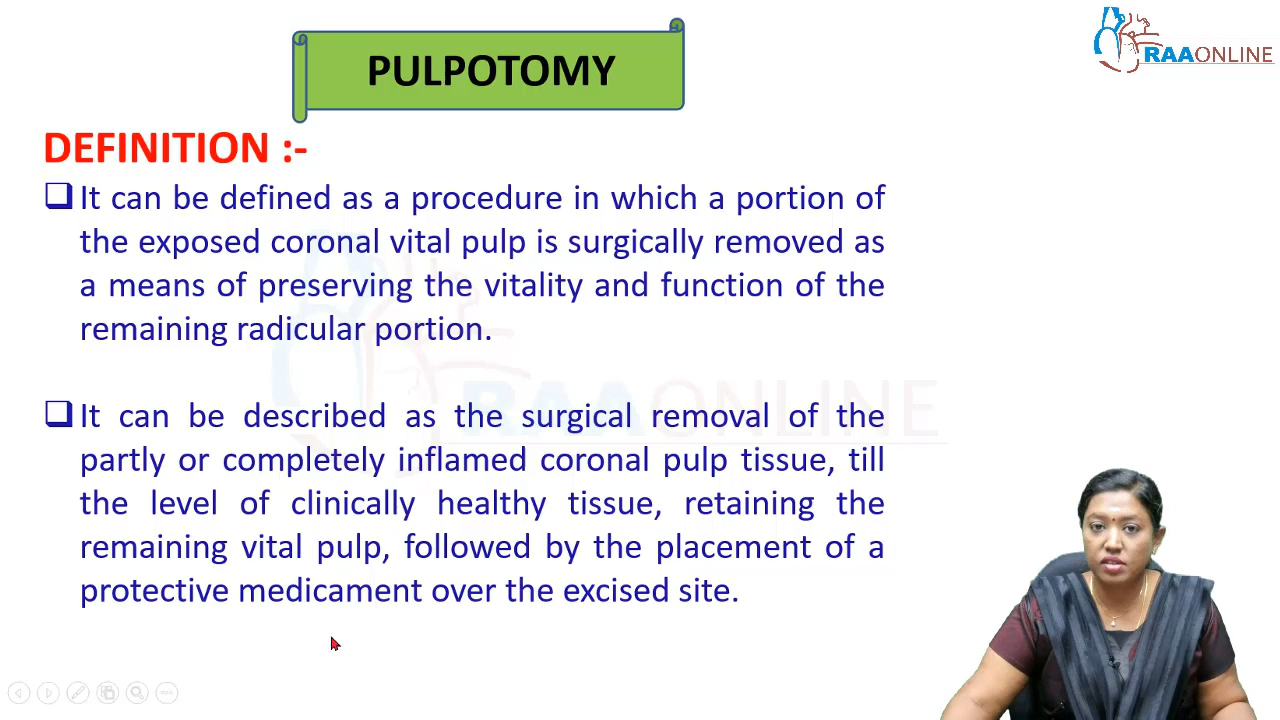 PULPOTOMY
RAAONLINE
DEFINITION :-
It can be defined as a procedure in which a portion of
the exposed coronal vital pulp is surgically removed as
a means of preserving the vitality and function of the
remaining radicular portion.
RAAONLINE
It can be described as the surgical removal of the
partly or completely inflamed coronal pulp tissue, till
the level of clinically healthy tissue, retaining the
remaining vital pulp, followed by the placement of a
protective medicament over the excised site.